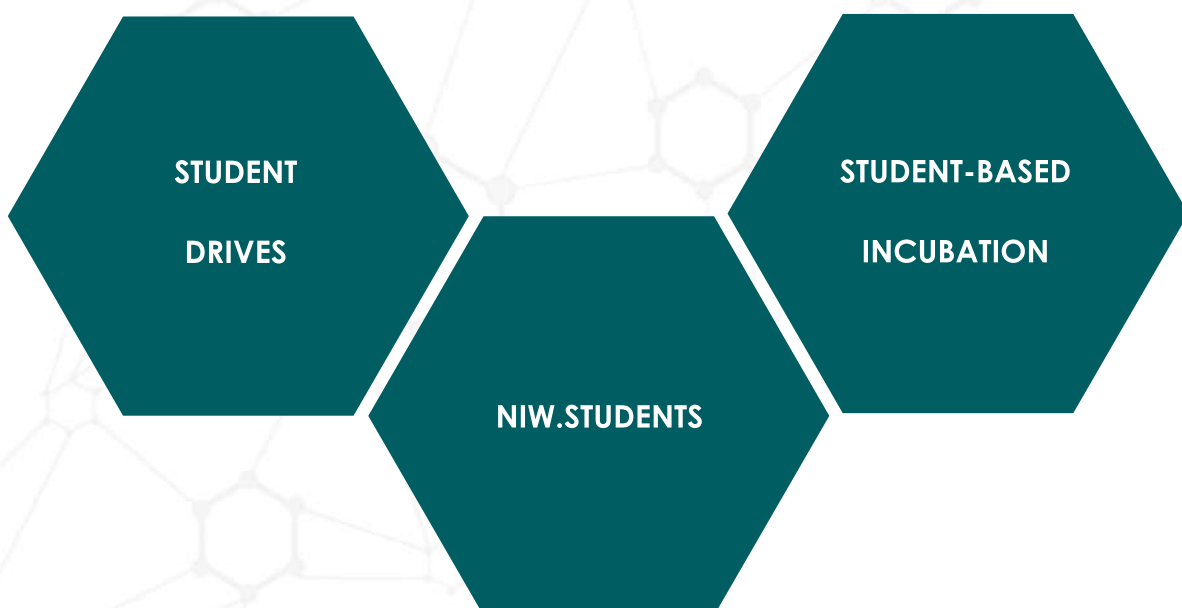 STUDENT
DRIVES
STUDENT-BASED
INCUBATION
NIW.STUDENTS